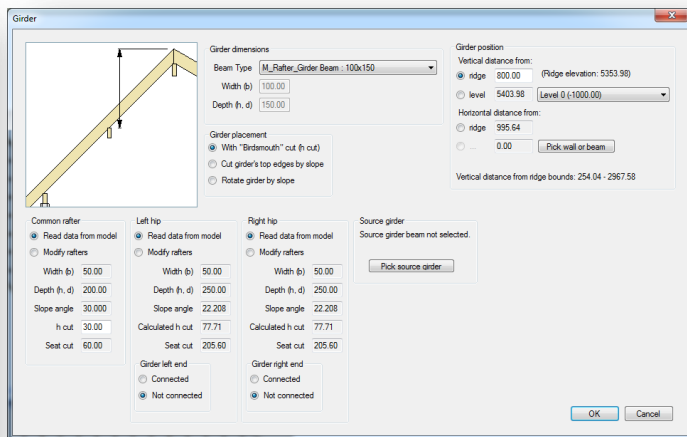 Girder
Girder dimensions
Beam Type M_Rafter_Girder Beam : 100x150
Width (b) 100.00
Depth (h, d) 150.00
Girder placement
With "Birdsmouth" cut (h cut)
Cut girder's top edges by slope
Rotate girder by slope
Girder position
Vertical distance from:
ridge 800.00 (Ridge elevation: 5353.98)
level 5403.98 Level 0 (-1000.00)
Horizontal distance from:
ridge 995.64
... 0.00 Pick wall or beam
Vertical distance from ridge bounds: 254.04 - 2967.58
Common rafter
Read data from model
Modify rafters
Width (b) 50.00
Depth (h, d) 200.00
Slope angle 30.000
h cut 30.00
Seat cut 60.00
Left hip
Read data from model
Modify rafters
Width (b) 50.00
Depth (h, d) 250.00
Slope angle 22.208
Calculated h cut 77.71
Seat cut 205.60
Girder left end
Connected
Not connected
Right hip
Read data from model
Modify rafters
Width (b) 50.00
Depth (h, d) 250.00
Slope angle 22.208
Calculated h cut 77.71
Seat cut 205.60
Girder right end
Connected
Not connected
Source girder
Source girder beam not selected.
Pick source girder
OK Cancel